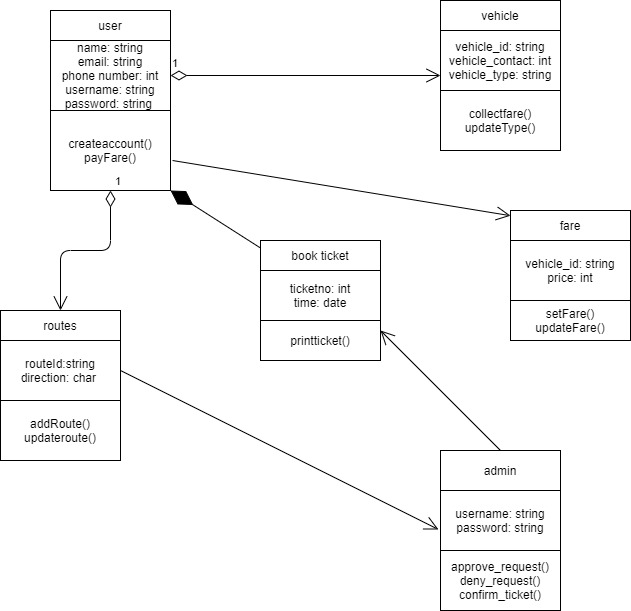 user
name: string
email: string
phone number: int
username: string
password: string
createaccount()
payFare()
1
1
vehicle
vehicle_id: string
vehicle_contact: int
vehicle_type: string
collectfare()
updateType()
fare
vehicle_id: string
price: int
setFare()
updateFare()
book ticket
ticketno: int
time: date
printticket()
routes
routeId:string
direction: char
addRoute()
updateroute()
admin
username: string
password: string
approve_request()
deny_request()
confirm_ticket()